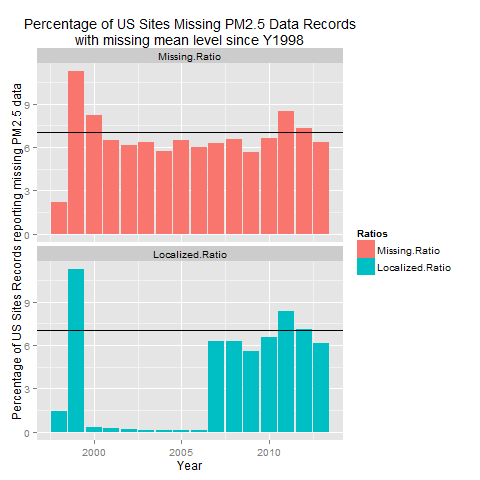 Percentage of US Sites Missing PM2.5 Data Records
with missing mean level since Y1998
Missing.Ratio
9
6
3
0
Localized.Ratio
9
6
3
0
2000 2005 2010
Year
Percentage of US Sites Records reporting missing PM2.5 data
Ratios
Missing.Ratio
Localized.Ratio